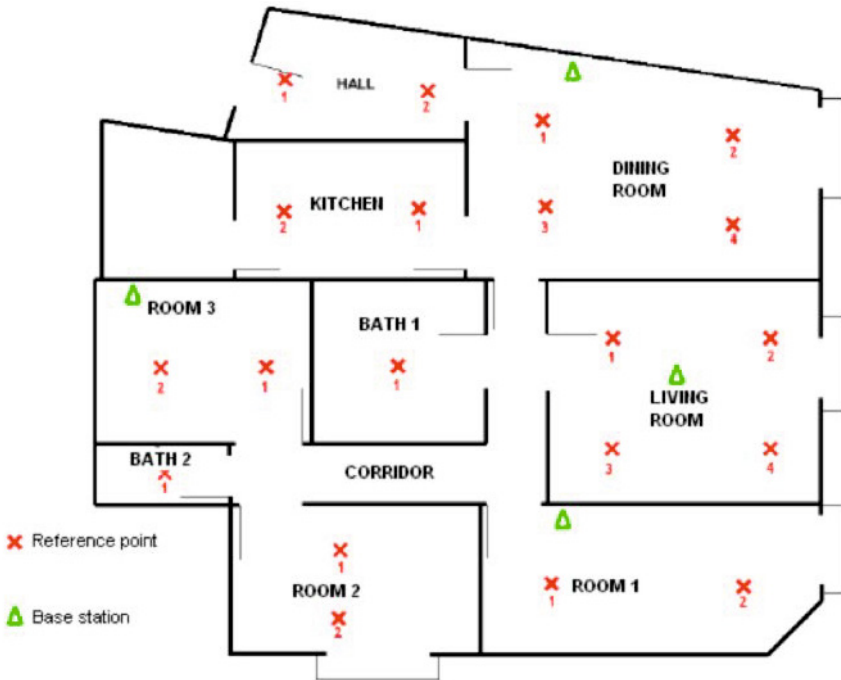 HALL
1
2
1
2
DINING
ROOM
KITCHEN
2
1
3
4
ROOM 3
BATH 1
1
2
2
1
1
LIVING
ROOM
BATH 2
1
CORRIDOR
3
4
Reference point
1
ROOM 2
2
1
ROOM 1
2
Base station